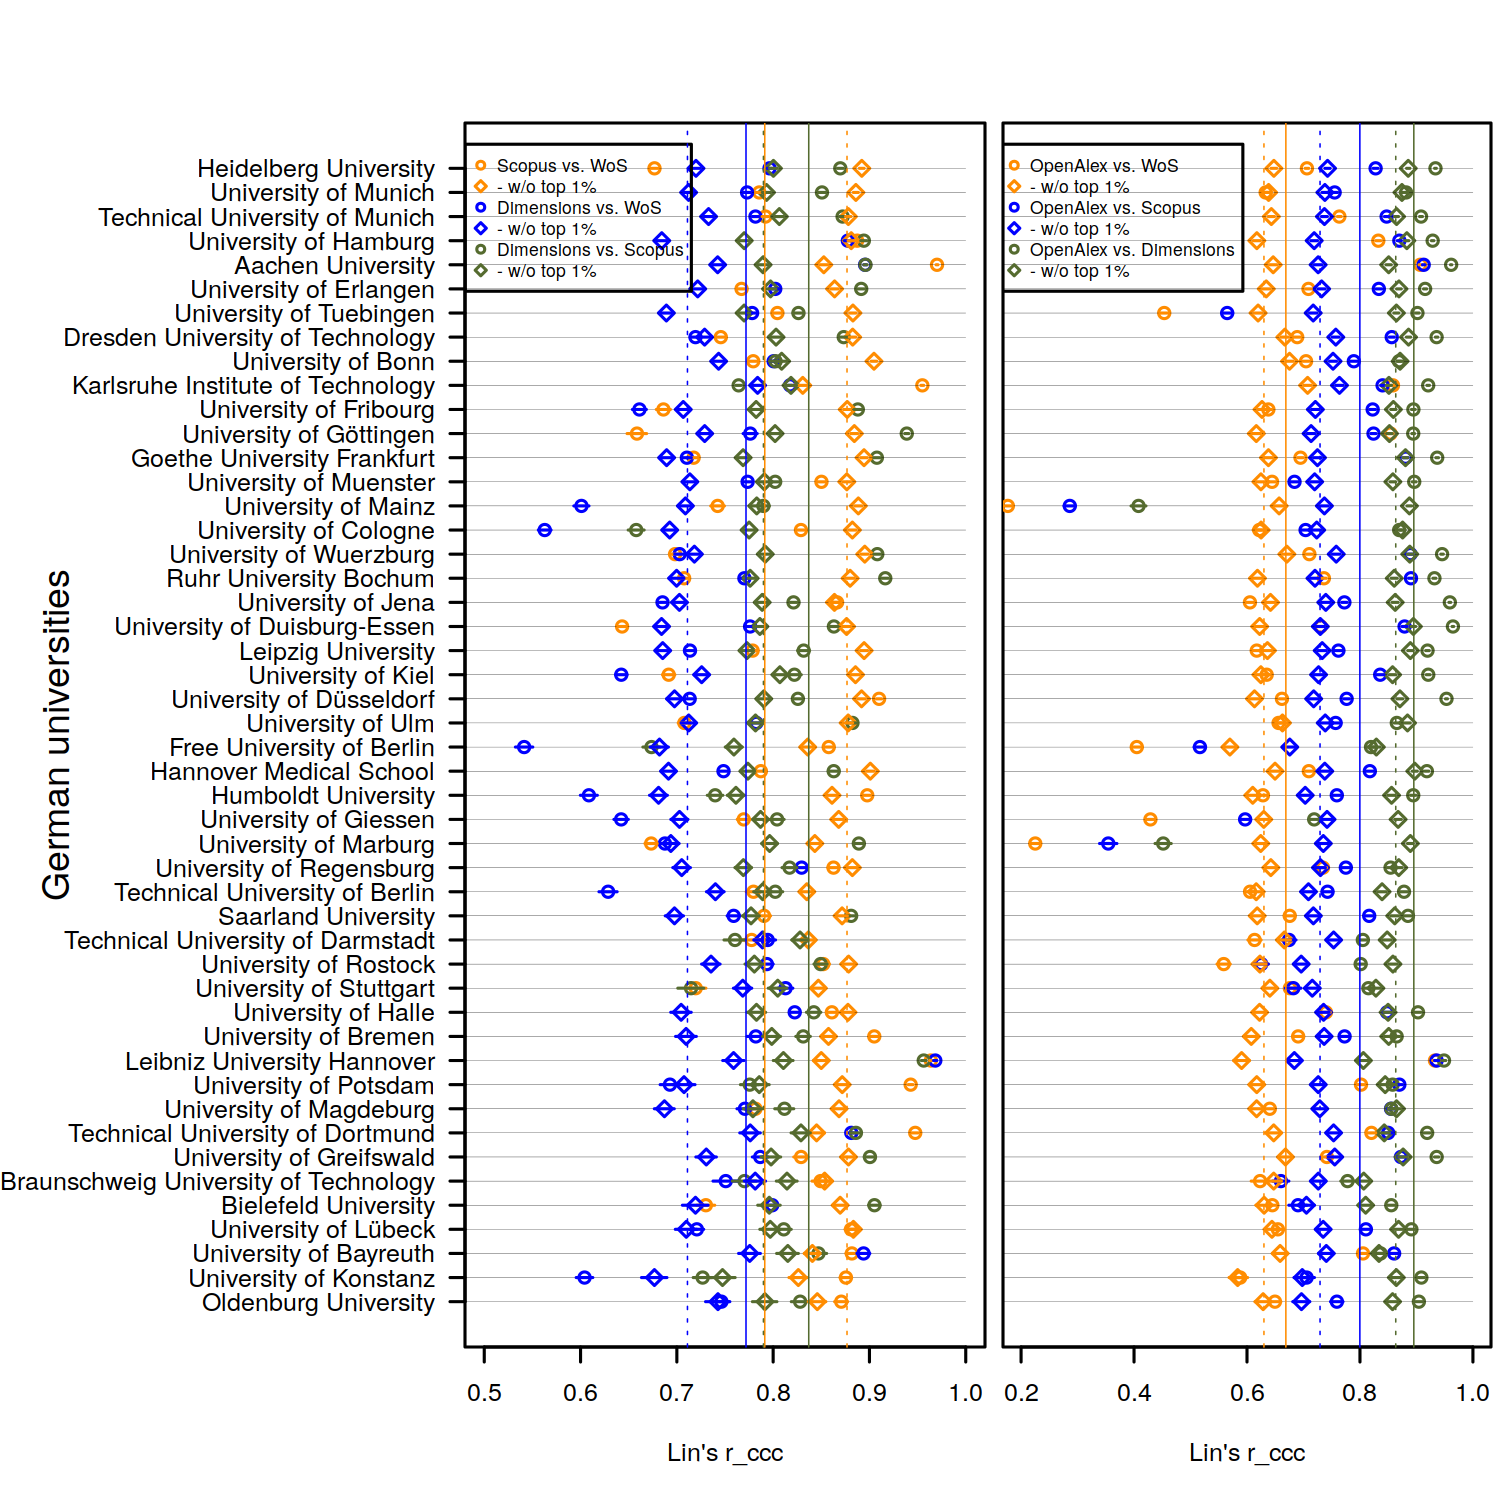 Scopus vs. WoS
- w/o top 1%
Dimensions vs. WoS
- w/o top 1%
Dimensions vs. Scopus
- w/o top 1%
OpenAlex vs. WoS
- w/o top 1%
OpenAlex vs. Scopus
- w/o top 1%
OpenAlex vs. Dimensions
- w/o top 1%
German universities
Heidelberg University
University of Munich
Technical University of Munich
University of Hamburg
Aachen University
University of Erlangen
University of Tuebingen
Dresden University of Technology
University of Bonn
Karlsruhe Institute of Technology
University of Fribourg
University of Göttingen
Goethe University Frankfurt
University of Muenster
University of Mainz
University of Cologne
University of Wuerzburg
Ruhr University Bochum
University of Jena
University of Duisburg-Essen
Leipzig University
University of Kiel
University of Düsseldorf
University of Ulm
Free University of Berlin
Hannover Medical School
Humboldt University
University of Giessen
University of Marburg
University of Regensburg
Technical University of Berlin
Saarland University
Technical University of Darmstadt
University of Rostock
University of Stuttgart
University of Halle
University of Bremen
Leibniz University Hannover
University of Potsdam
University of Magdeburg
Technical University of Dortmund
University of Greifswald
Braunschweig University of Technology
Bielefeld University
University of Lübeck
University of Bayreuth
University of Konstanz
Oldenburg University
0.5 0.6 0.7 0.8 0.9 1.0
0.2 0.4 0.6 0.8 1.0
Lin's r_ccc
Lin's r_ccc